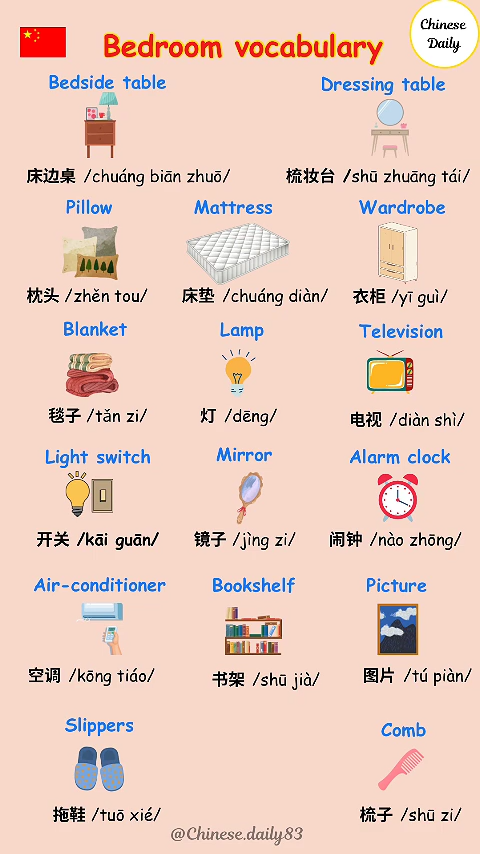 Chinese
Daily
Bedroom vocabulary
Bedside table
Dressing table
床边桌 /chuáng biān zhuō/
梳妆台 /shū zhuāng tái/
Pillow
Mattress
Wardrobe
枕头 /zhěn tou/
床垫 /chuáng diàn/
衣柜 /yī guì/
Blanket
Lamp
Television
毯子 /tǎn zi/
灯 /dēng/
电视 /diàn shì/
Light switch
Mirror
Alarm clock
开关 /kāi guān/
镜子 /jìng zi/
闹钟 /nào zhōng/
Air-conditioner
Bookshelf
Picture
空调 /kōng tiáo/
书架 /shū jià/
图片 /tú piàn/
Slippers
Comb
拖鞋 /tuō xié/
梳子 /shū zi/
@Chinese.daily83